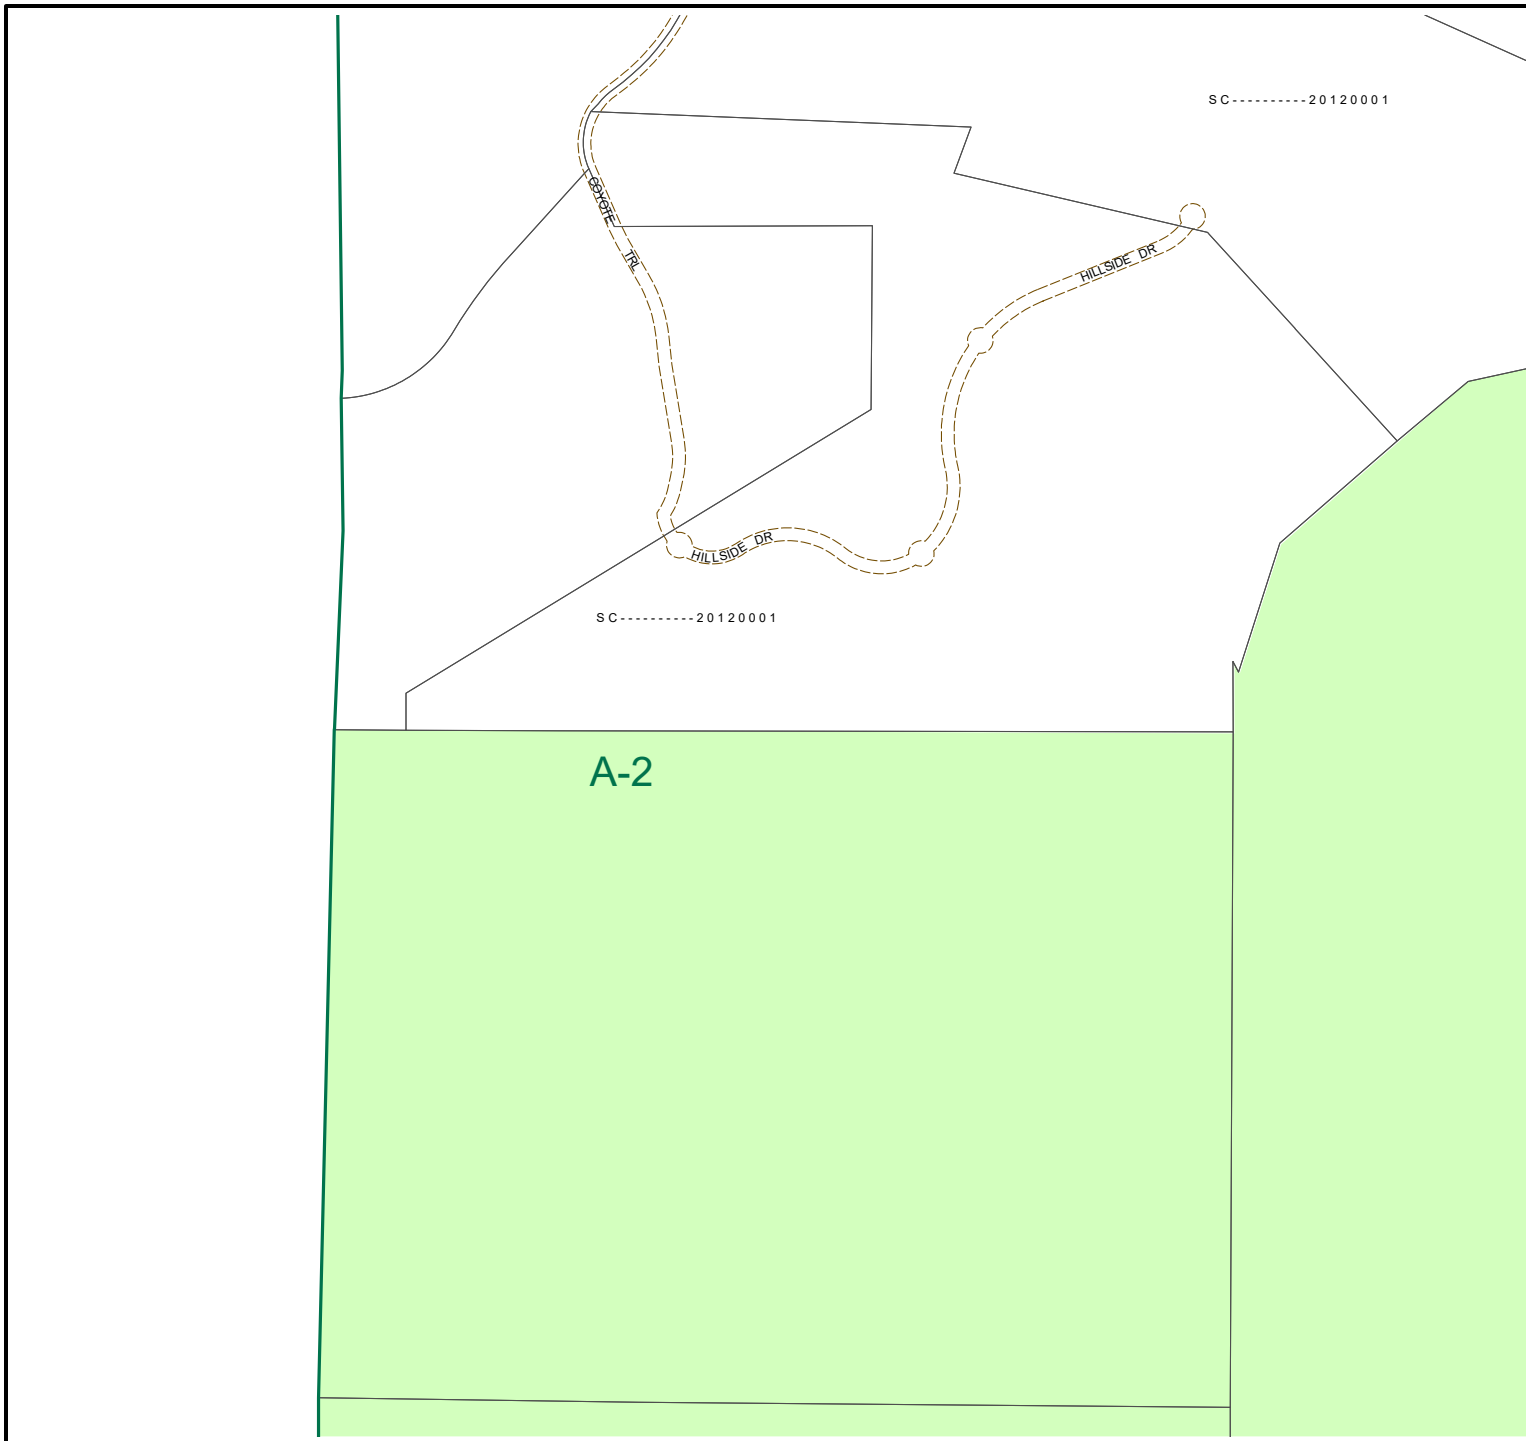 SC----------20120001
COYOTE TRL
HILLSIDE DR
HILLSIDE DR
SC----------20120001
A-2